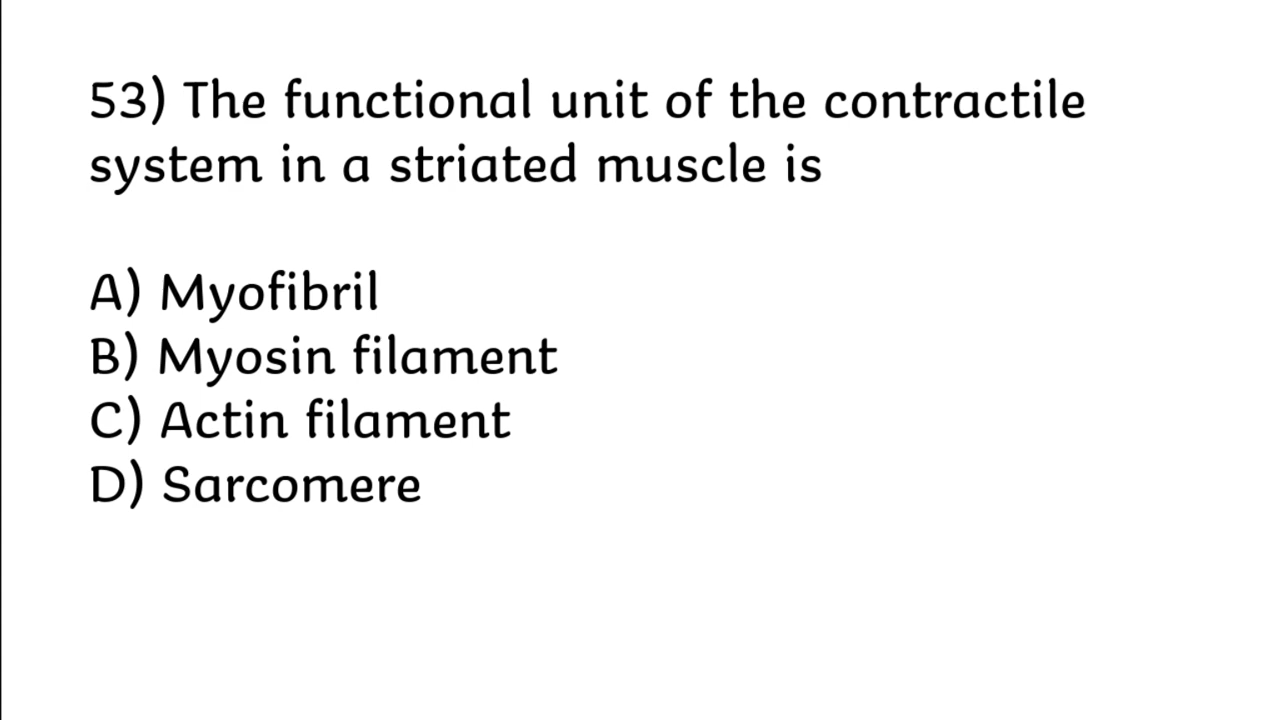 53) The functional unit of the contractile
system in a striated muscle is
A) Myofibril
B) Myosin filament
C) Actin filament
D) Sarcomere